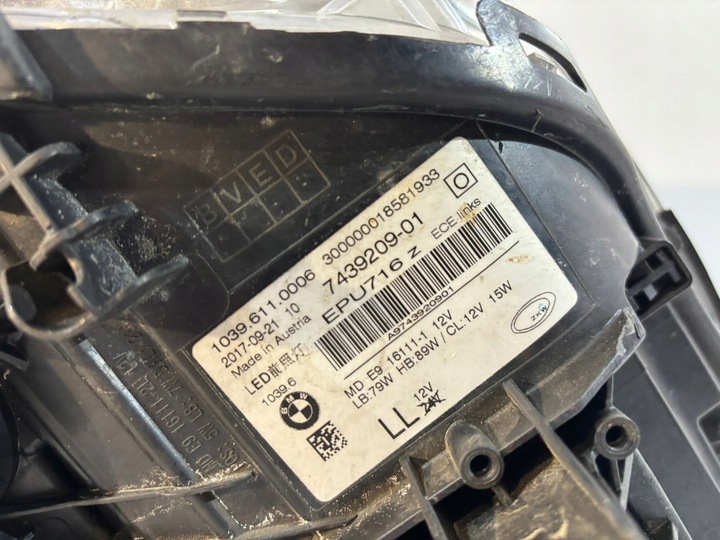 1039.611.0006 300000018581933
2017-09-21 10 7439209-01
Made in Austria EPU716 Z ECE-links
LED前照灯
A9743920901
1039.6
MD E9 16111-1 12V
LB:79W HB:89W/CL:12V 15W
BMW
ZKW
LL 12V